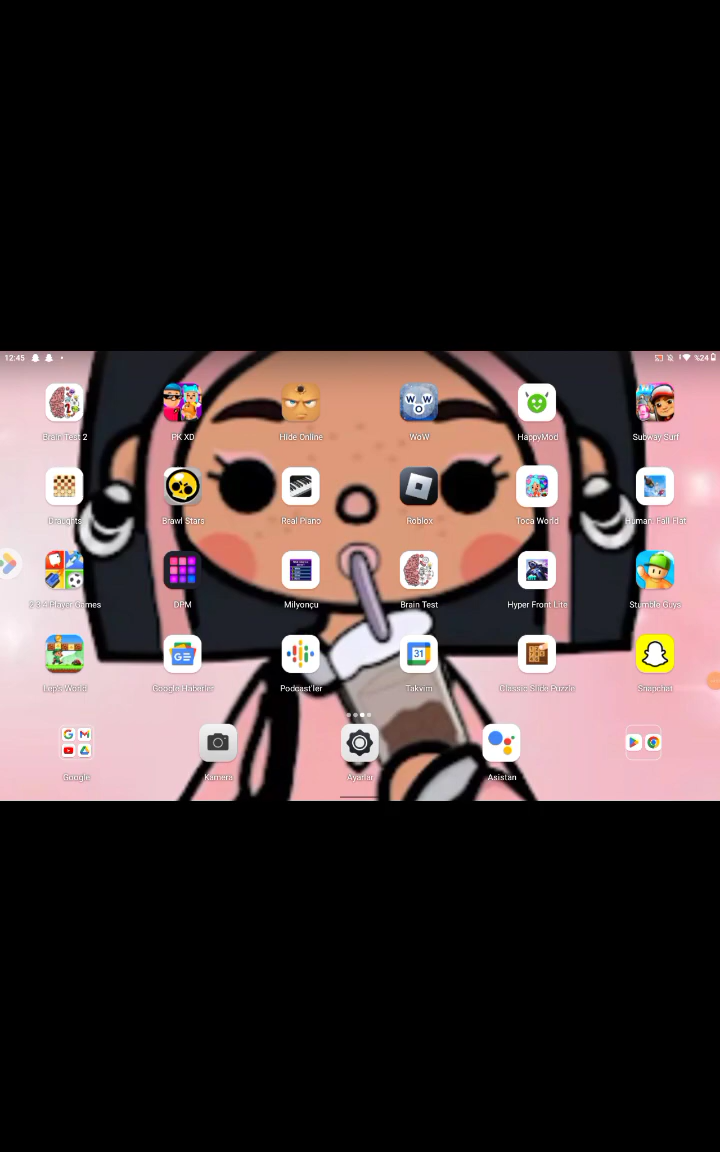 12:45
%24
Brain Test 2
PK XD
Hide Online
WoW
HappyMod
Subway Surf
Draughts
Brawl Stars
Real Piano
Roblox
Toca World
Human: Fall Flat
2 3 4 Player Games
DPM
Milyonçu
Brain Test
Hyper Front Lite
Stumble Guys
Lep's World
Google Haberler
Podcast'ler
31
Takvim
Classic Slide Puzzle
Snapchat
Google
Kamera
Ayarlar
Asistan